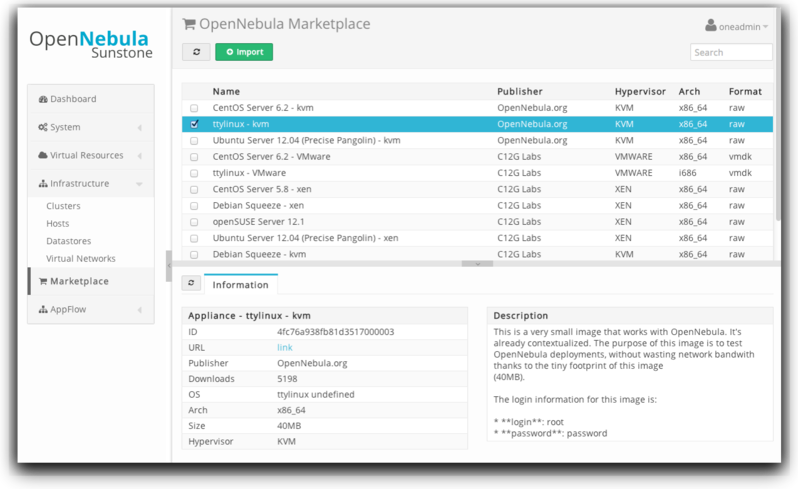 OpenNebula
Sunstone
OpenNebula Marketplace
oneadmin
Import
Search
Dashboard
System
Virtual Resources
Infrastructure
Clusters
Hosts
Datastores
Virtual Networks
Marketplace
AppFlow
Name Publisher Hypervisor Arch Format
CentOS Server 6.2 - kvm OpenNebula.org KVM x86_64 raw
ttylinux - kvm OpenNebula.org KVM x86_64 raw
Ubuntu Server 12.04 (Precise Pangolin) - kvm OpenNebula.org KVM x86_64 raw
CentOS Server 6.2 - VMware C12G Labs VMWARE x86_64 vmdk
ttylinux - VMware C12G Labs VMWARE i686 vmdk
CentOS Server 5.8 - xen C12G Labs XEN x86_64 raw
Debian Squeeze - xen C12G Labs XEN x86_64 raw
openSUSE Server 12.1 C12G Labs XEN x86_64 raw
Ubuntu Server 12.04 (Precise Pangolin) - xen C12G Labs XEN x86_64 raw
Debian Squeeze - kvm C12G Labs KVM x86_64 raw
Information
Appliance - ttylinux - kvm
ID 4fc76a938fb81d3517000003
URL link
Publisher OpenNebula.org
Downloads 5198
OS ttylinux undefined
Arch x86_64
Size 40MB
Hypervisor KVM
Description
This is a very small image that works with OpenNebula. It's
already contextualized. The purpose of this image is to test
OpenNebula deployments, without wasting network bandwith
thanks to the tiny footprint of this image
(40MB).
The login information for this image is:
* **login**: root
* **password**: password